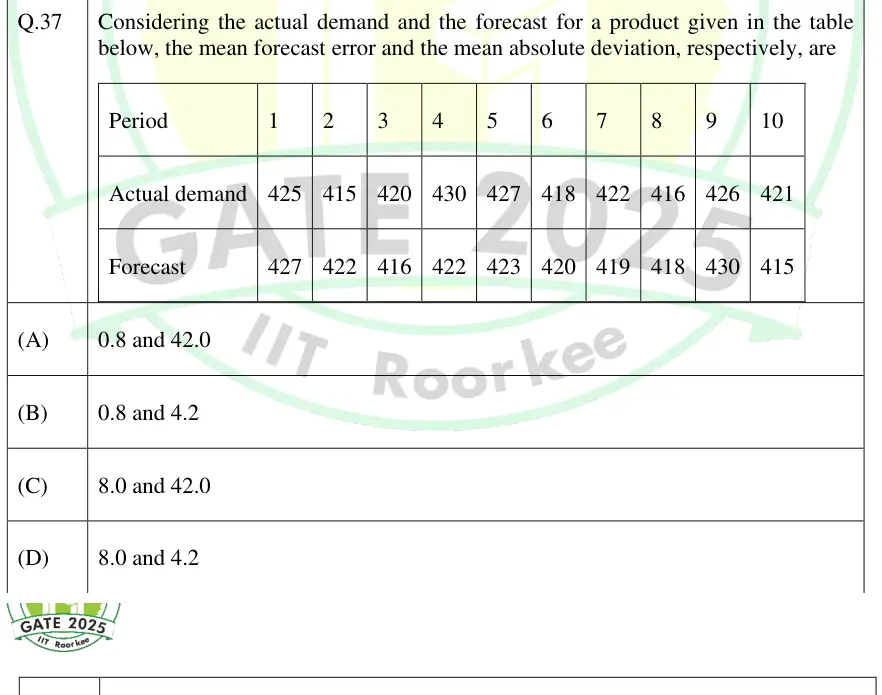 Q.37 Considering the actual demand and the forecast for a product given in the table
below, the mean forecast error and the mean absolute deviation, respectively, are
Period 1 2 3 4 5 6 7 8 9 10
Actual demand 425 415 420 430 427 418 422 416 426 421
Forecast 427 422 416 422 423 420 419 418 430 415
GATE 2025
IIT Roorkee
(A) 0.8 and 42.0
(B) 0.8 and 4.2
(C) 8.0 and 42.0
(D) 8.0 and 4.2
GATE 2025
IIT Roorkee